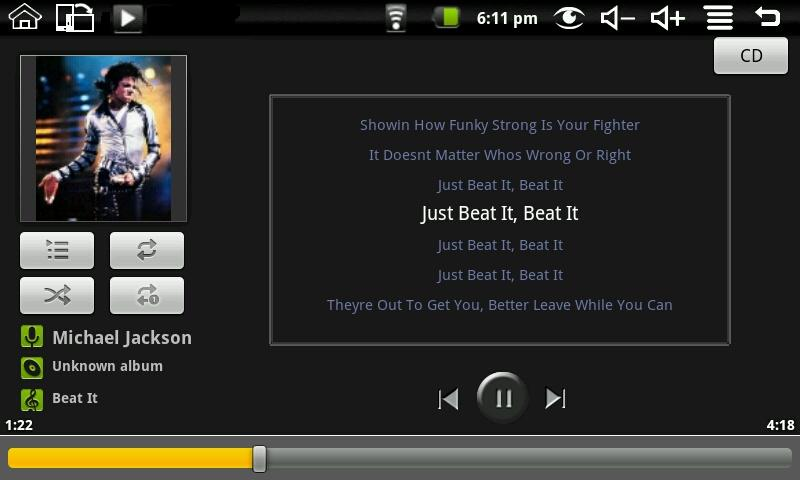 6:11 pm
CD
Showin How Funky Strong Is Your Fighter
It Doesnt Matter Whos Wrong Or Right
Just Beat It, Beat It
Just Beat It, Beat It
Just Beat It, Beat It
Just Beat It, Beat It
Theyre Out To Get You, Better Leave While You Can
Michael Jackson
Unknown album
Beat It
1:22
4:18